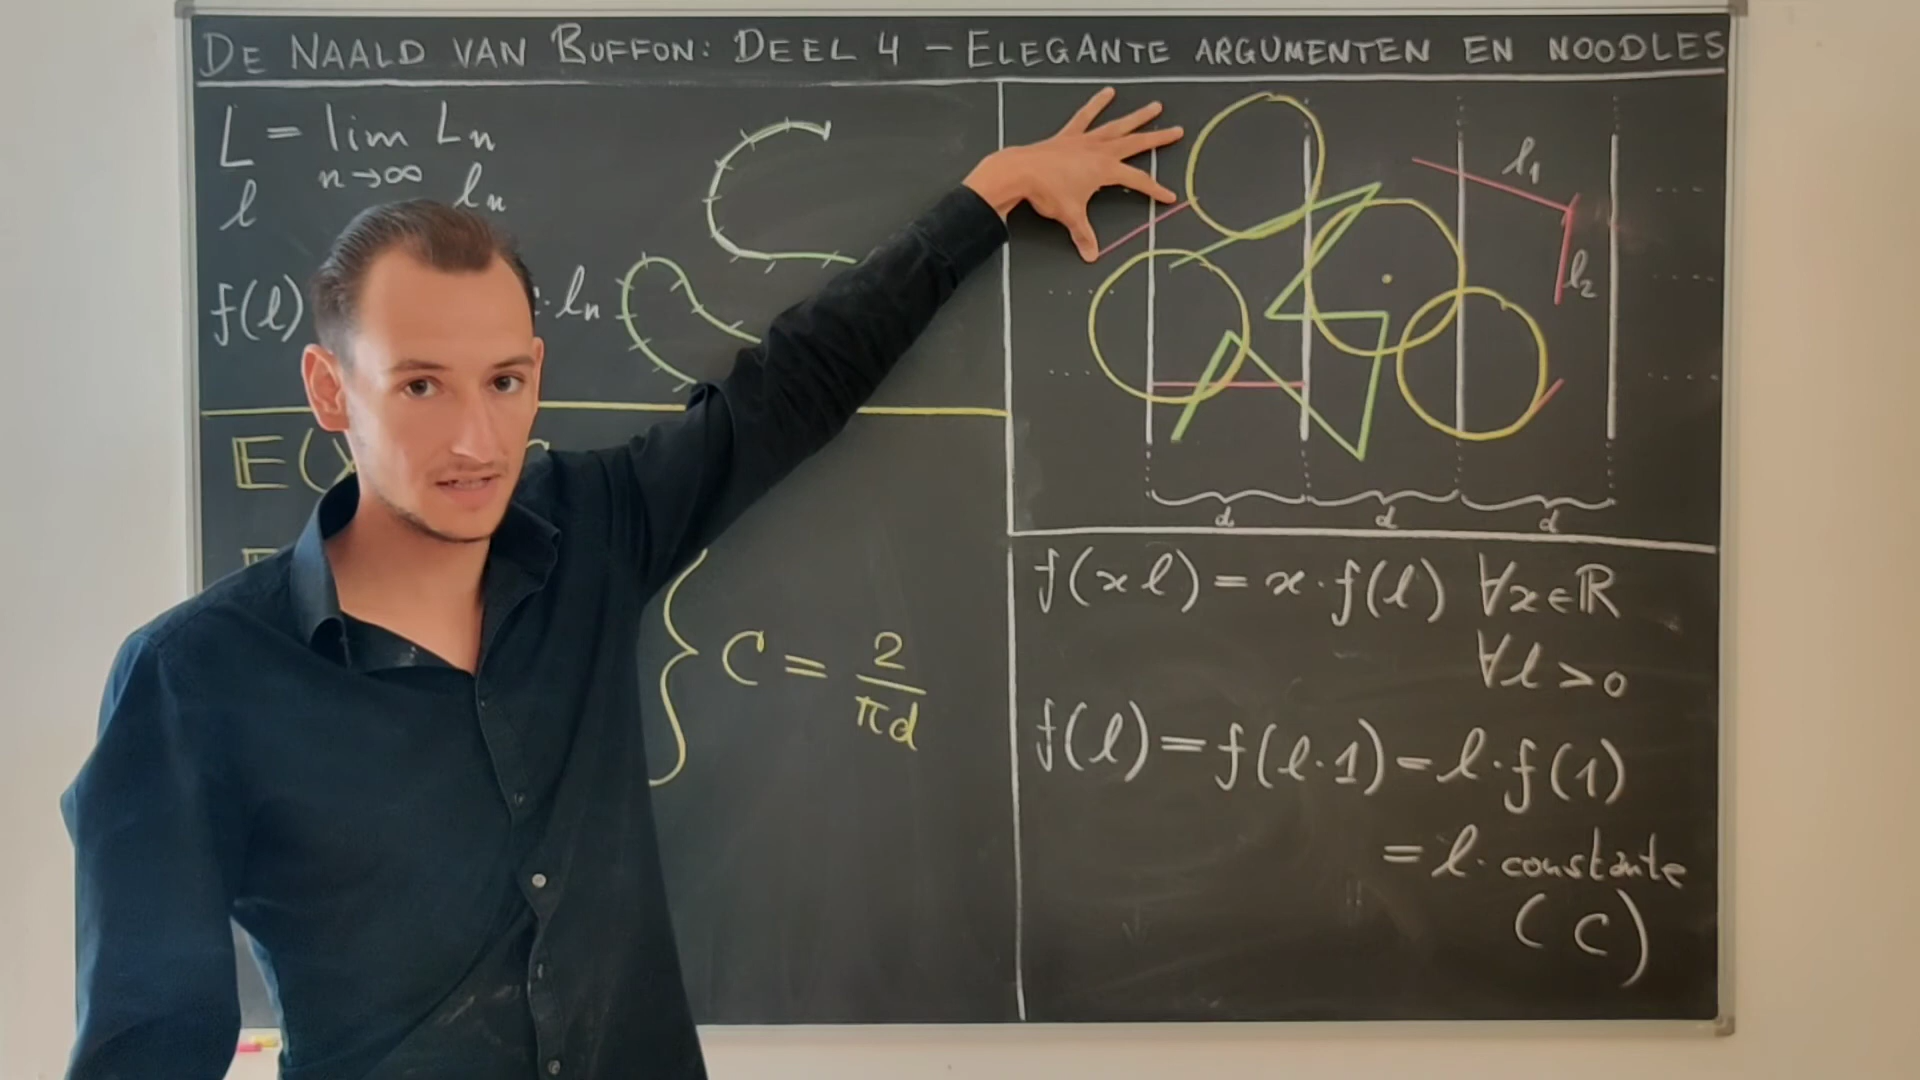 DE NAALD VAN BUFFON: DEEL 4 – ELEGANTE ARGUMENTEN EN NOODLES
L = lim Ln
n→∞
l ln
f(l) · ln
E(X
C = 2/(πd)
l1
l2
d d d
f(xl) = x·f(l) ∀x∈ℝ
∀l>0
f(l) = f(l·1) = l·f(1)
= l· constante
(C)